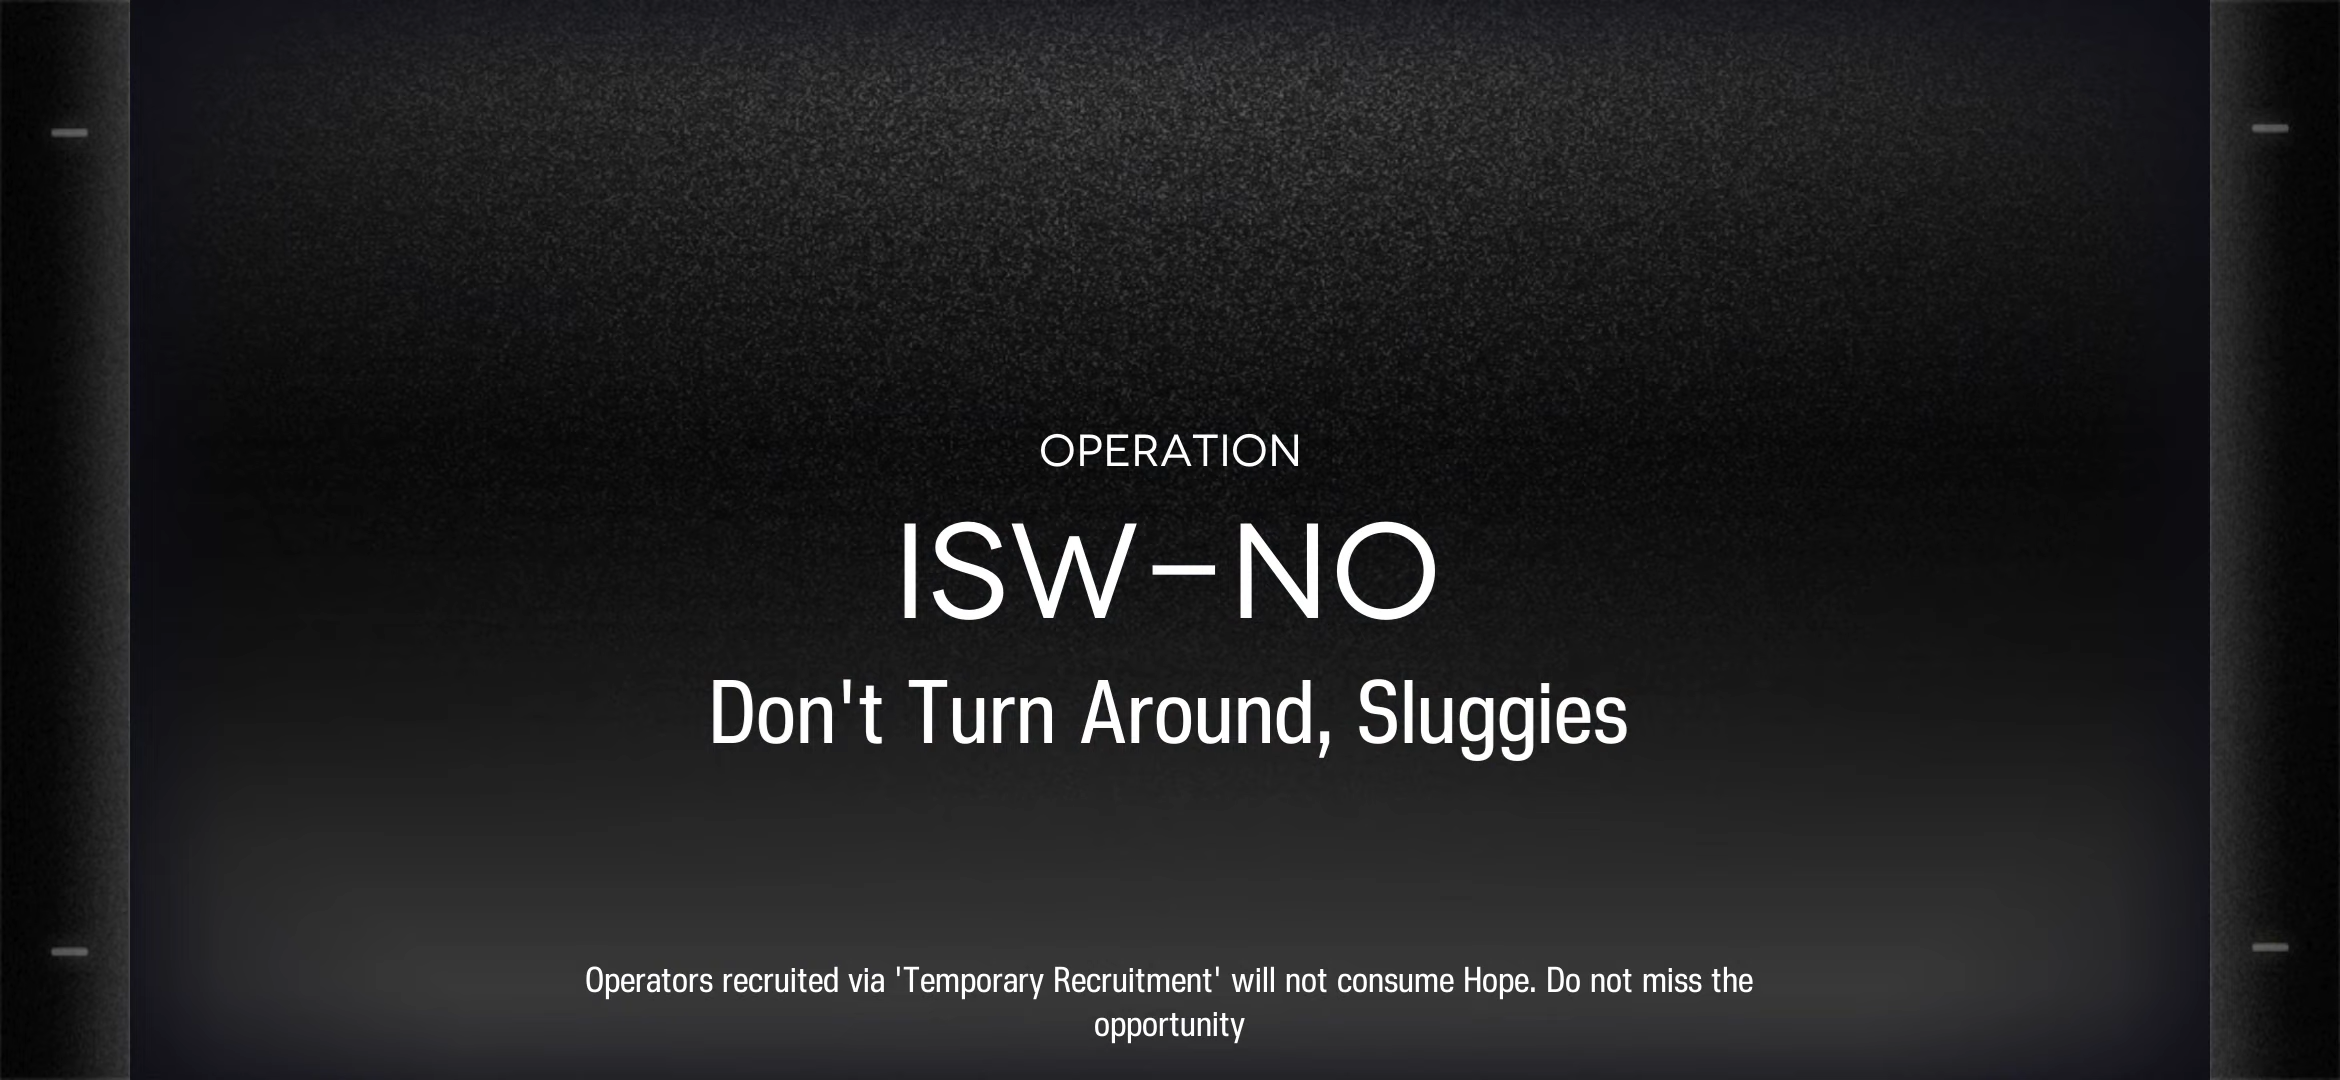 OPERATION
ISW-NO
Don't Turn Around, Sluggies
Operators recruited via 'Temporary Recruitment' will not consume Hope. Do not miss the
opportunity